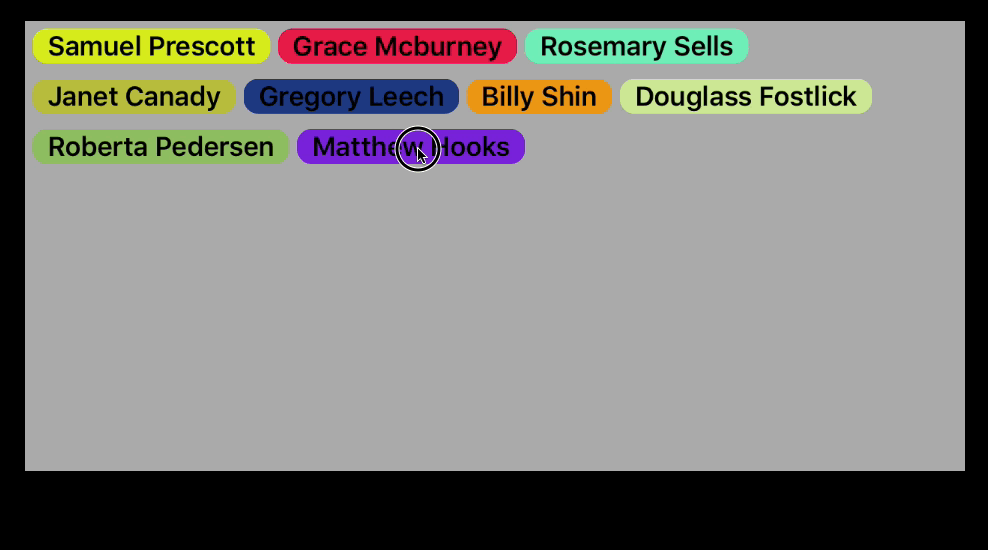 Samuel Prescott Grace Mcburney Rosemary Sells
Janet Canady Gregory Leech Billy Shin Douglass Fostlick
Roberta Pedersen Matthew Hooks